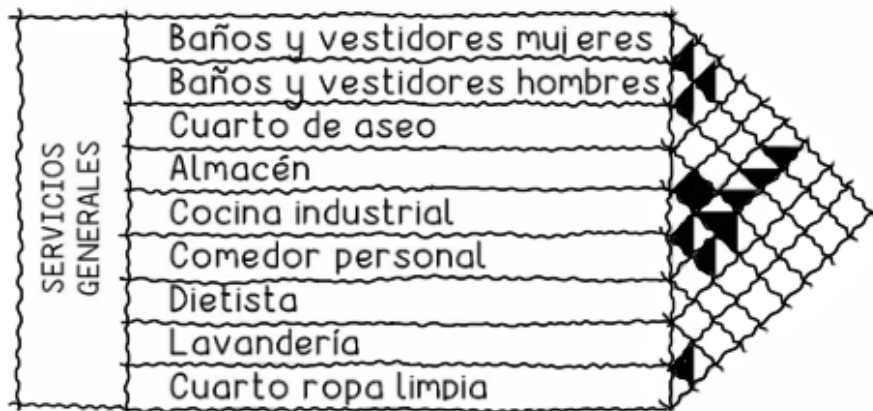 SERVICIOS
GENERALES
Baños y vestidores mujeres
Baños y vestidores hombres
Cuarto de aseo
Almacén
Cocina industrial
Comedor personal
Dietista
Lavandería
Cuarto ropa limpia